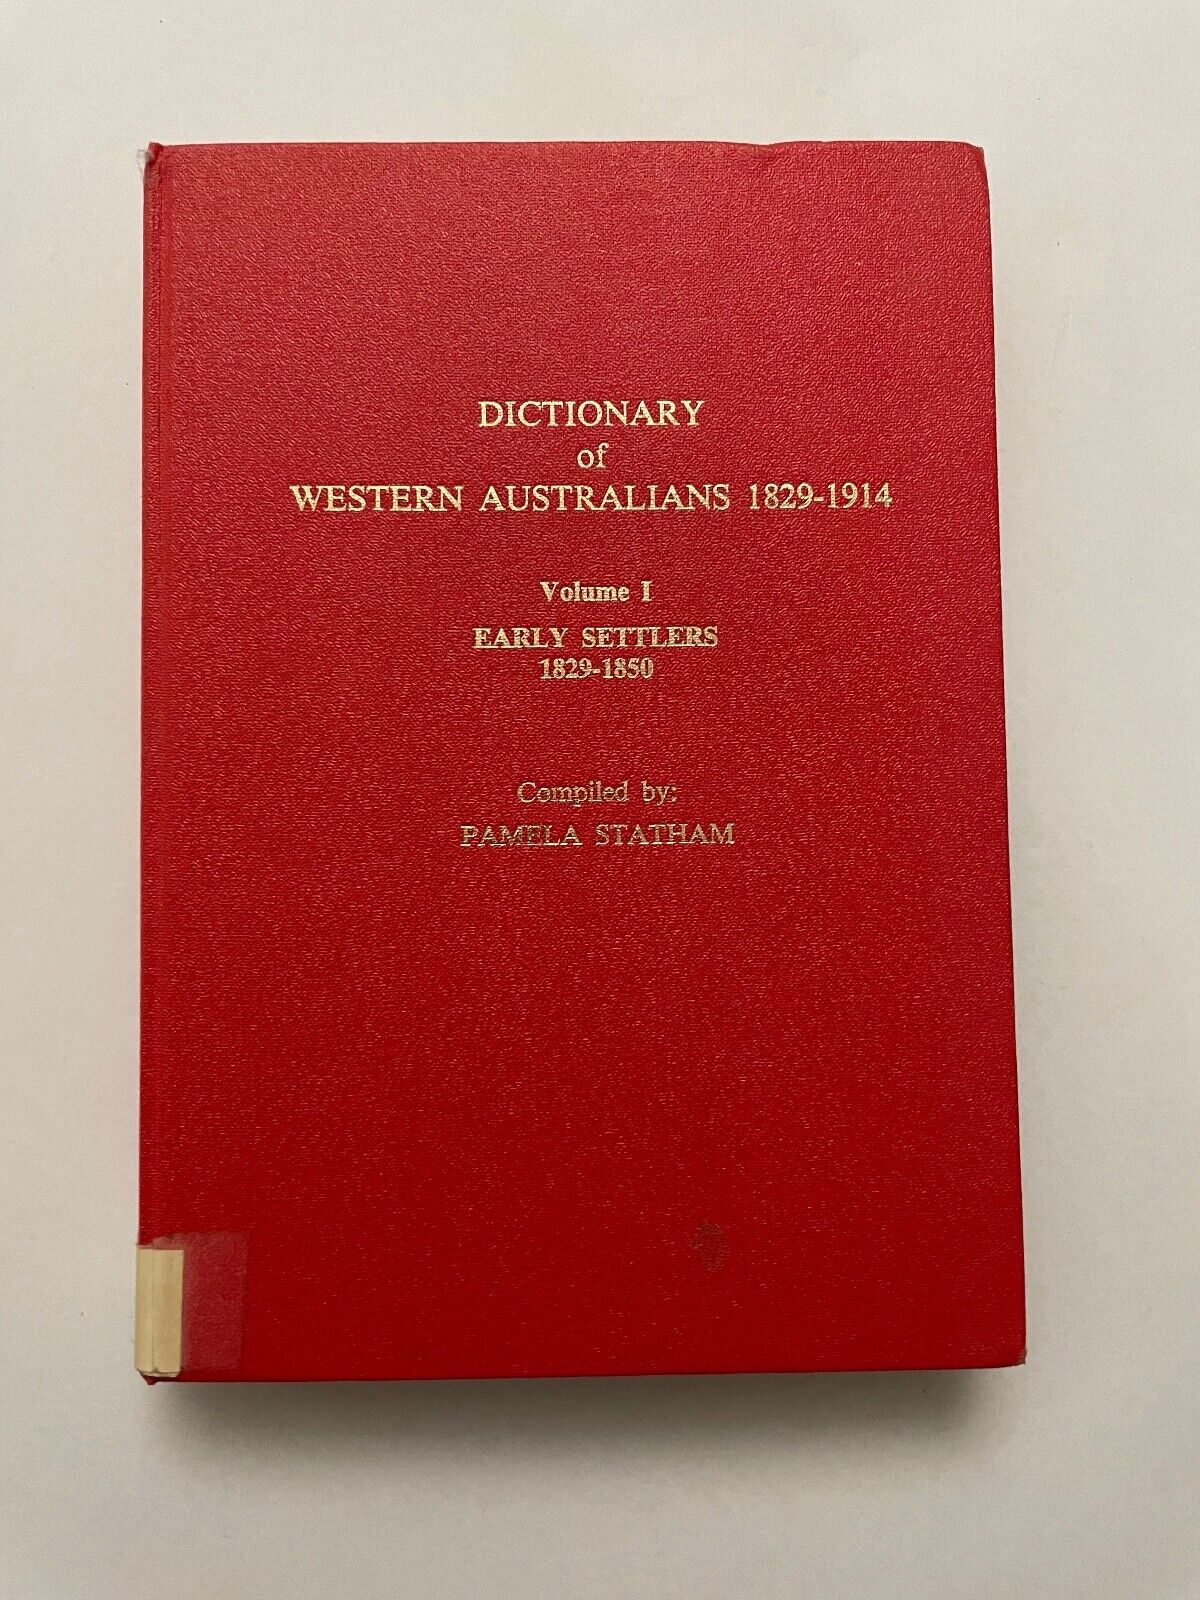 DICTIONARY
of
WESTERN AUSTRALIANS 1829-1914
Volume I
EARLY SETTLERS
1829-1850
Compiled by:
PAMELA STATHAM